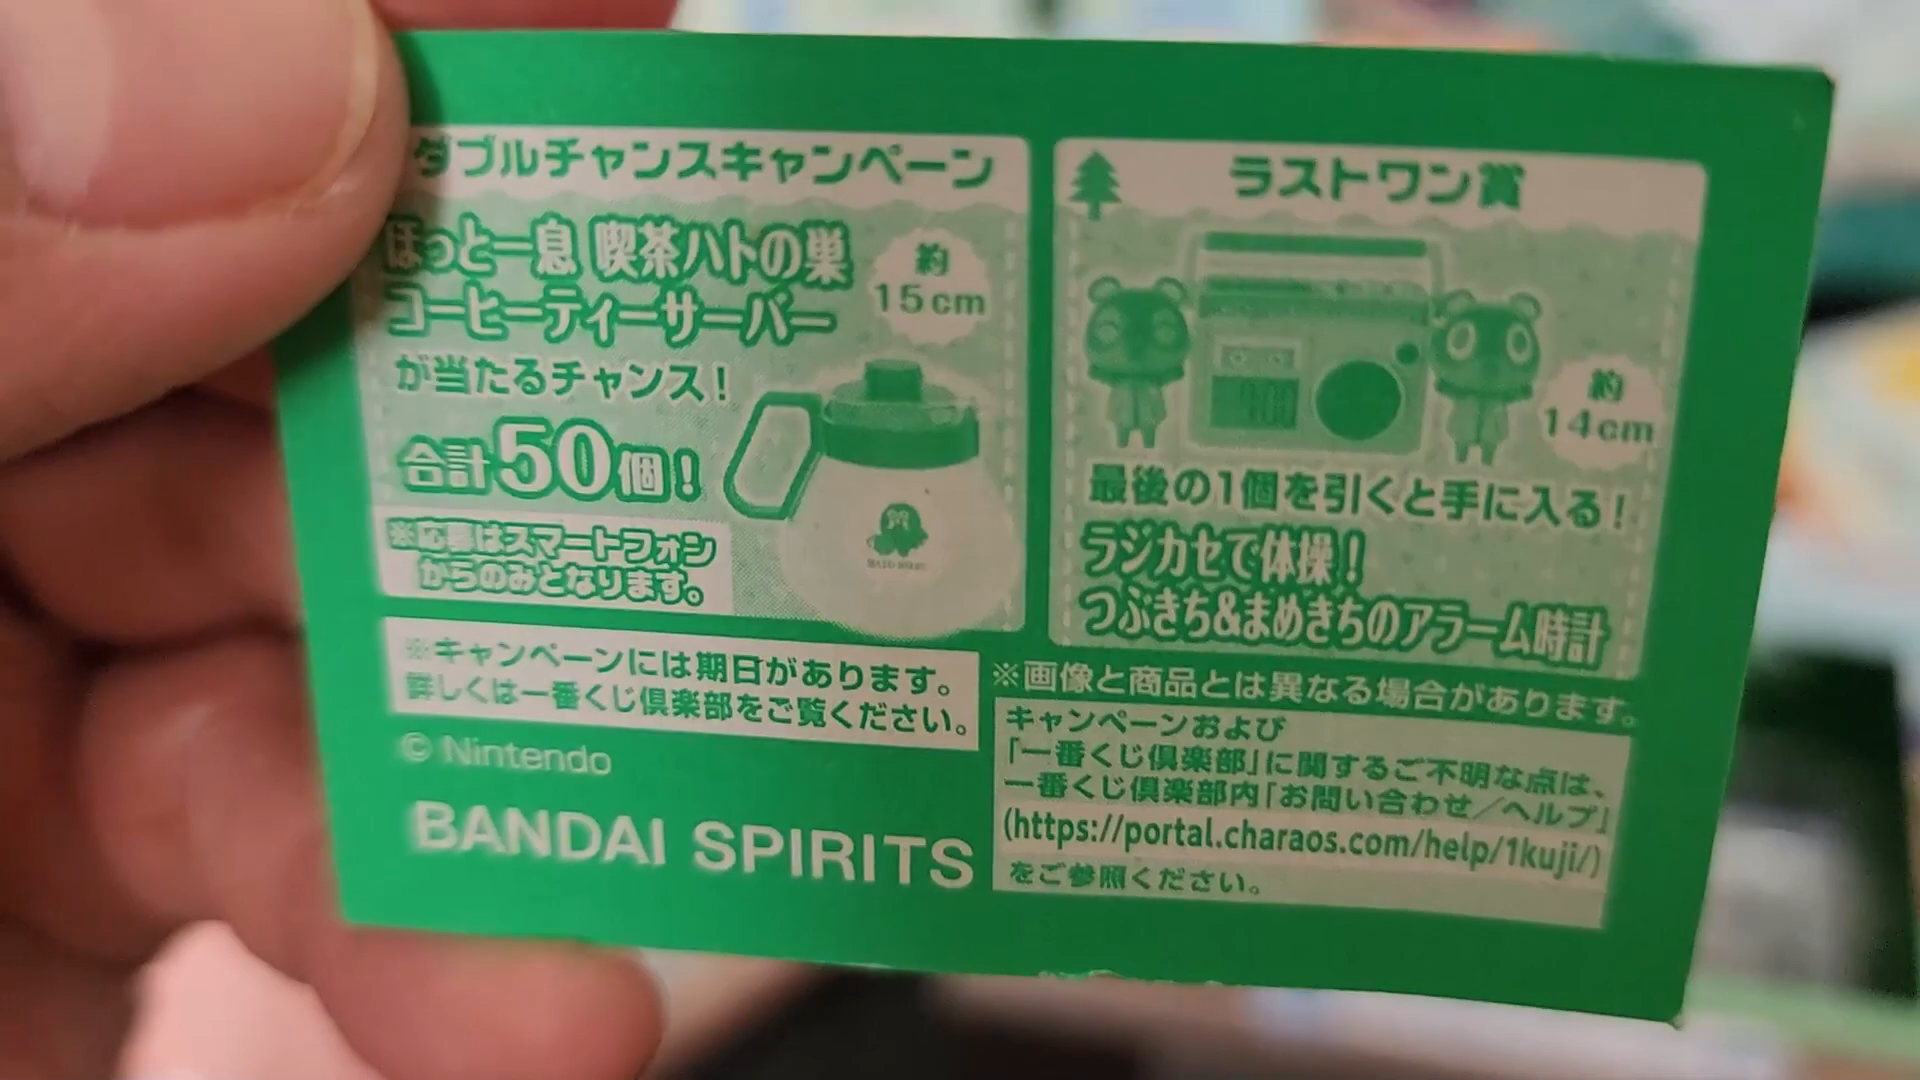 ダブルチャンスキャンペーン
ほっと一息 喫茶ハトの巣
コーヒーティーサーバー
約
15cm
が当たるチャンス!
合計50個!
※応募はスマートフォン
からのみとなります。
※キャンペーンには期日があります。
詳しくは一番くじ倶楽部をご覧ください。
© Nintendo
BANDAI SPIRITS
ラストワン賞
約
14cm
最後の1個を引くと手に入る!
ラジカセで体操!
つぶきち&まめきちのアラーム時計
※画像と商品とは異なる場合があります。
キャンペーンおよび
「一番くじ倶楽部」に関するご不明な点は、
一番くじ倶楽部内「お問い合わせ/ヘルプ」
(https://portal.charaos.com/help/1kuji/)
をご参照ください。